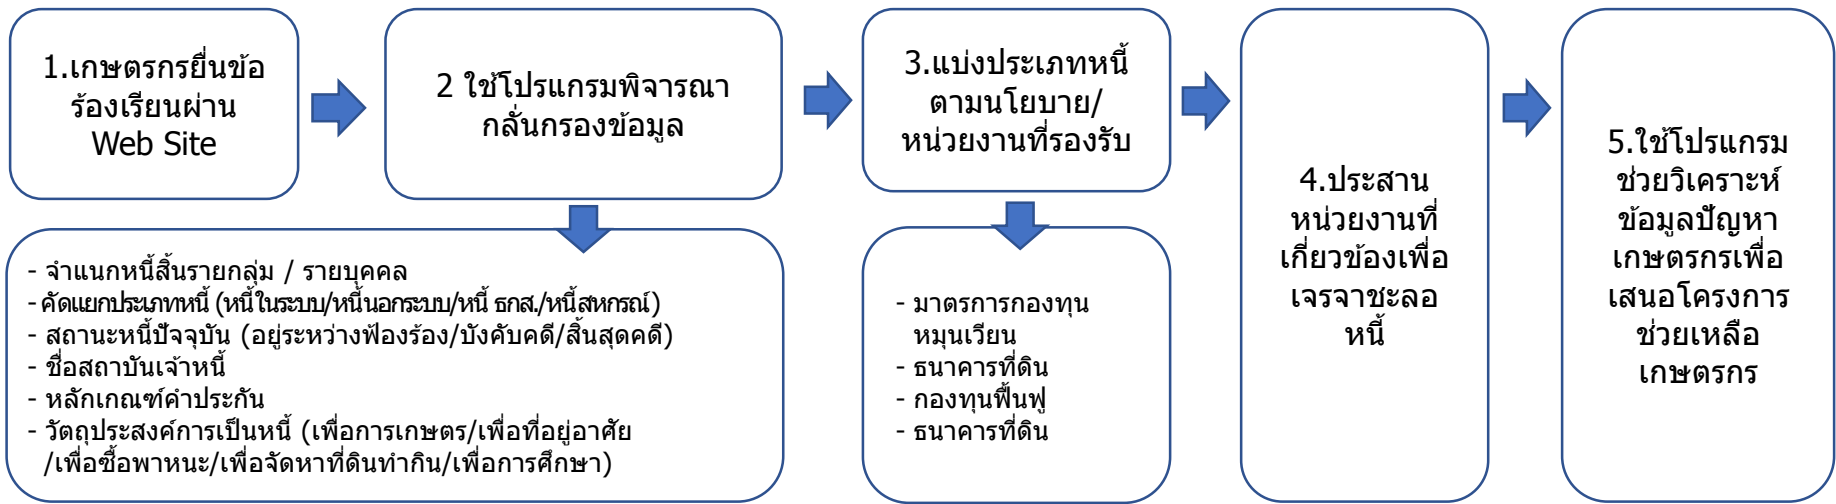 1.เกษตรกรยื่นข้อ
ร้องเรียนผ่าน
Web Site
2 ใช้โปรแกรมพิจารณา
กลั่นกรองข้อมูล
3.แบ่งประเภทหนี้
ตามนโยบาย/
หน่วยงานที่รองรับ
4.ประสาน
หน่วยงานที่
เกี่ยวข้องเพื่อ
เจรจาชะลอ
หนี้
5.ใช้โปรแกรม
ช่วยวิเคราะห์
ข้อมูลปัญหา
เกษตรกรเพื่อ
เสนอโครงการ
ช่วยเหลือ
เกษตรกร
- จำแนกหนี้สิ้นรายกลุ่ม / รายบุคคล
- คัดแยกประเภทหนี้ (หนี้ในระบบ/หนี้นอกระบบ/หนี้ ธกส./หนี้สหกรณ์)
- สถานะหนี้ปัจจุบัน (อยู่ระหว่างฟ้องร้อง/บังคับคดี/สิ้นสุดคดี)
- ชื่อสถาบันเจ้าหนี้
- หลักเกณฑ์คำประกัน
- วัตถุประสงค์การเป็นหนี้ (เพื่อการเกษตร/เพื่อที่อยู่อาศัย
/เพื่อซื้อพาหนะ/เพื่อจัดหาที่ดินทำกิน/เพื่อการศึกษา)
- มาตรการกองทุน
หมุนเวียน
- ธนาคารที่ดิน
- กองทุนฟื้นฟู
- ธนาคารที่ดิน